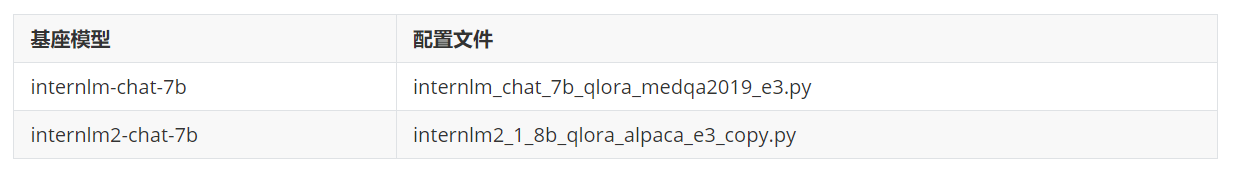 基座模型 配置文件
internlm-chat-7b internlm_chat_7b_qlora_medqa2019_e3.py
internlm2-chat-7b internlm2_1_8b_qlora_alpaca_e3_copy.py